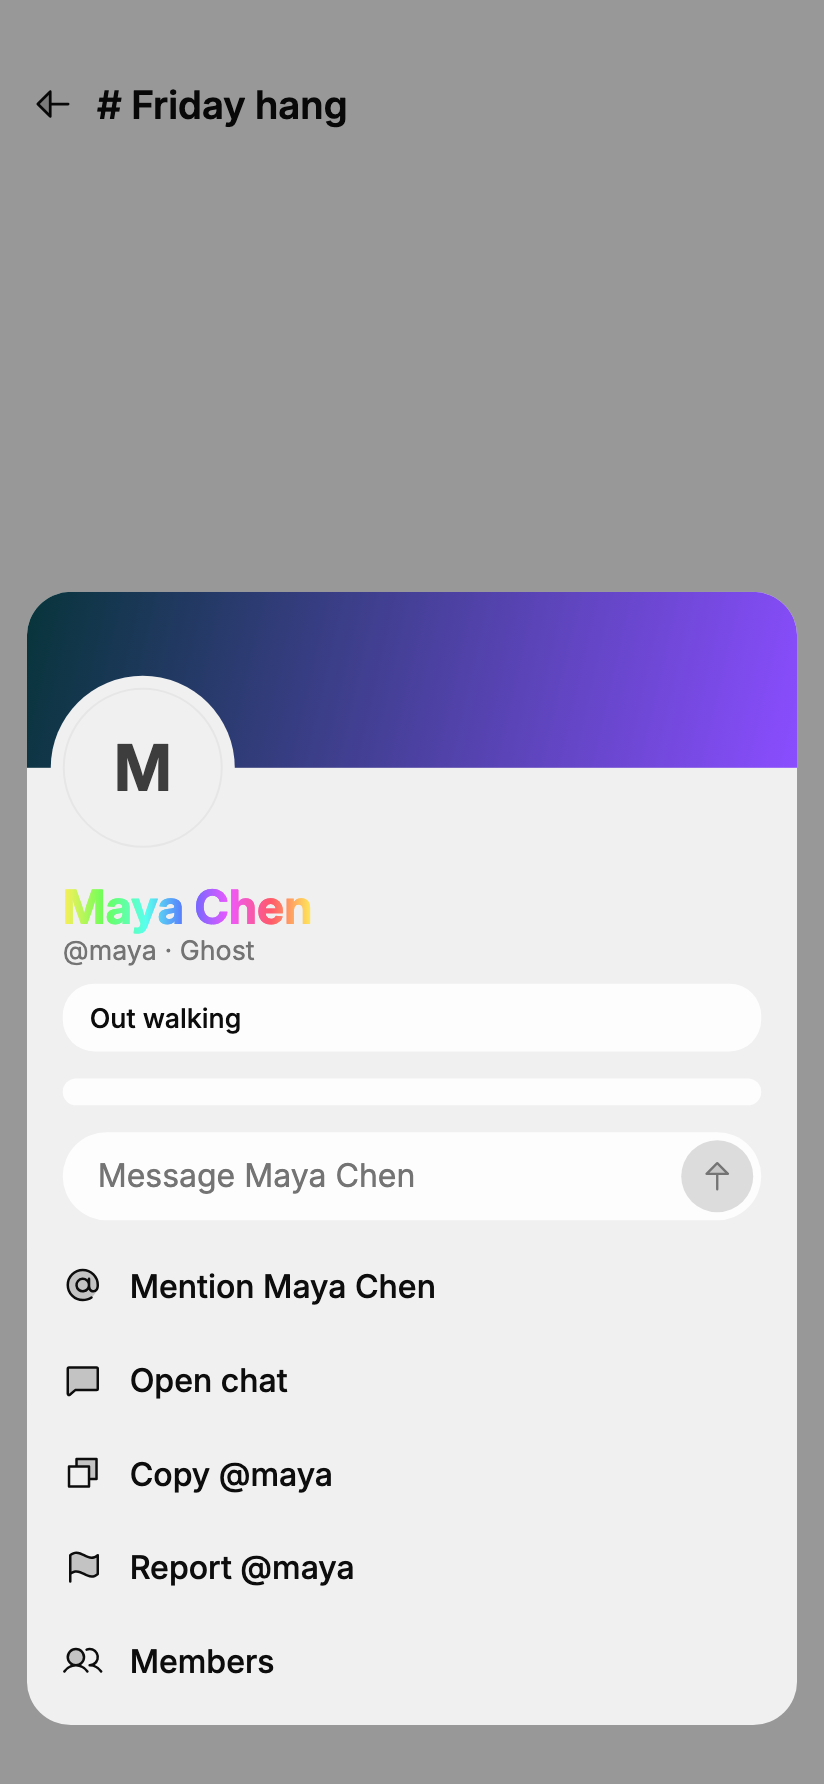 # Friday hang
M
Maya Chen
@maya · Ghost
Out walking
Message Maya Chen
Mention Maya Chen
Open chat
Copy @maya
Report @maya
Members